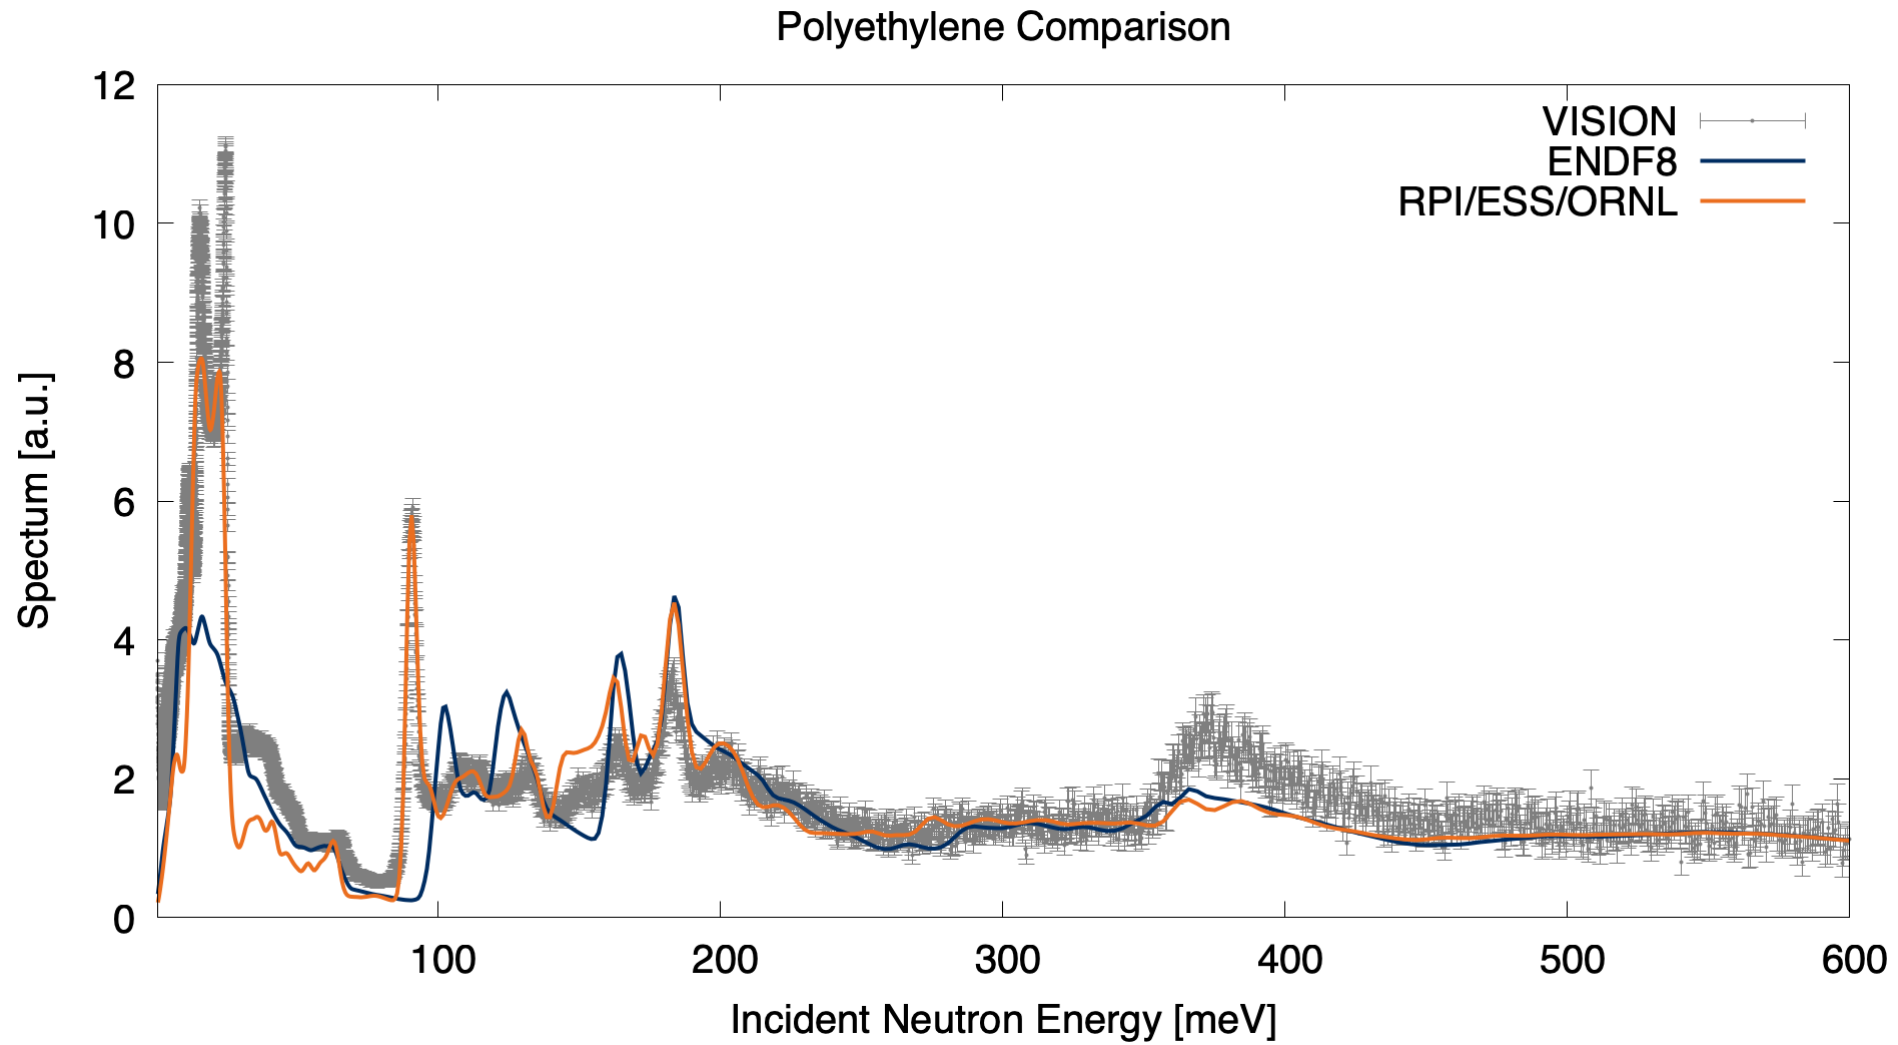 Polyethylene Comparison
VISION
ENDF8
RPI/ESS/ORNL
12
10
8
6
4
2
0
Spectum [a.u.]
100 200 300 400 500 600
Incident Neutron Energy [meV]